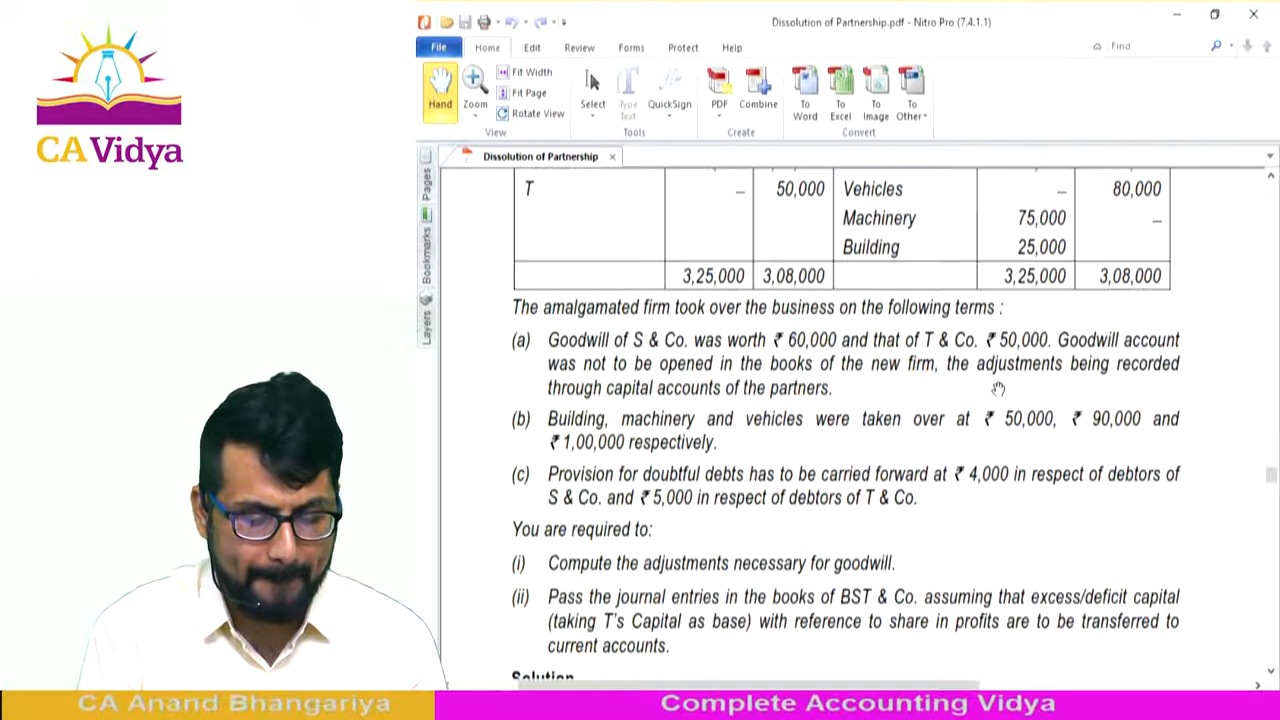 CA Vidya
Dissolution of Partnership.pdf - Nitro Pro (7.4.1.1)
File Home Edit Review Forms Protect Help Find
Hand Zoom Fit Width Fit Page Rotate View Select Type Text QuickSign PDF Combine To Word To Excel To Image To Other
View Tools Create Convert
Dissolution of Partnership
Pages
Bookmarks
Layers
T – 50,000 Vehicles – 80,000
Machinery 75,000 –
Building 25,000
3,25,000 3,08,000 3,25,000 3,08,000
The amalgamated firm took over the business on the following terms :
(a) Goodwill of S & Co. was worth ₹ 60,000 and that of T & Co. ₹ 50,000. Goodwill account
was not to be opened in the books of the new firm, the adjustments being recorded
through capital accounts of the partners.
(b) Building, machinery and vehicles were taken over at ₹ 50,000, ₹ 90,000 and
₹ 1,00,000 respectively.
(c) Provision for doubtful debts has to be carried forward at ₹ 4,000 in respect of debtors of
S & Co. and ₹ 5,000 in respect of debtors of T & Co.
You are required to:
(i) Compute the adjustments necessary for goodwill.
(ii) Pass the journal entries in the books of BST & Co. assuming that excess/deficit capital
(taking T's Capital as base) with reference to share in profits are to be transferred to
current accounts.
Solution
CA Anand Bhangariya
Complete Accounting Vidya